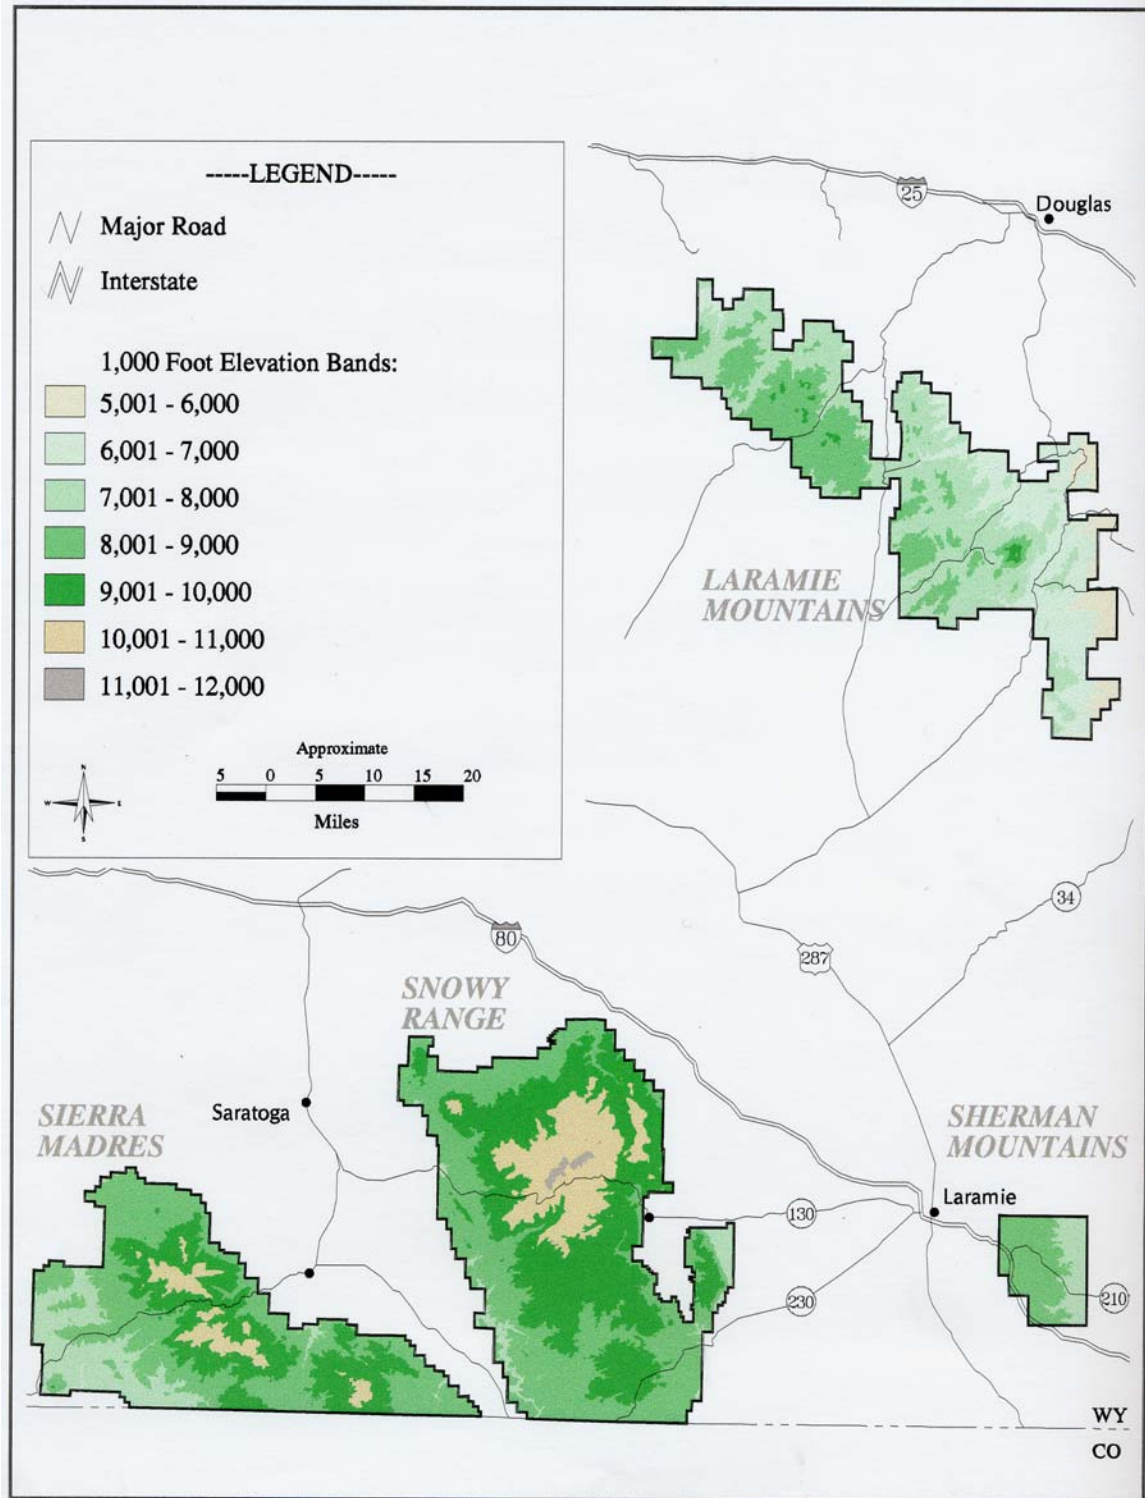 -----LEGEND-----
Major Road
Interstate
1,000 Foot Elevation Bands:
5,001 - 6,000
6,001 - 7,000
7,001 - 8,000
8,001 - 9,000
9,001 - 10,000
10,001 - 11,000
11,001 - 12,000
N
W E
S
Approximate
5 0 5 10 15 20
Miles
25
Douglas
LARAMIE
MOUNTAINS
34
80
287
SNOWY
RANGE
SIERRA
MADRES
Saratoga
SHERMAN
MOUNTAINS
Laramie
130
230
210
WY
CO